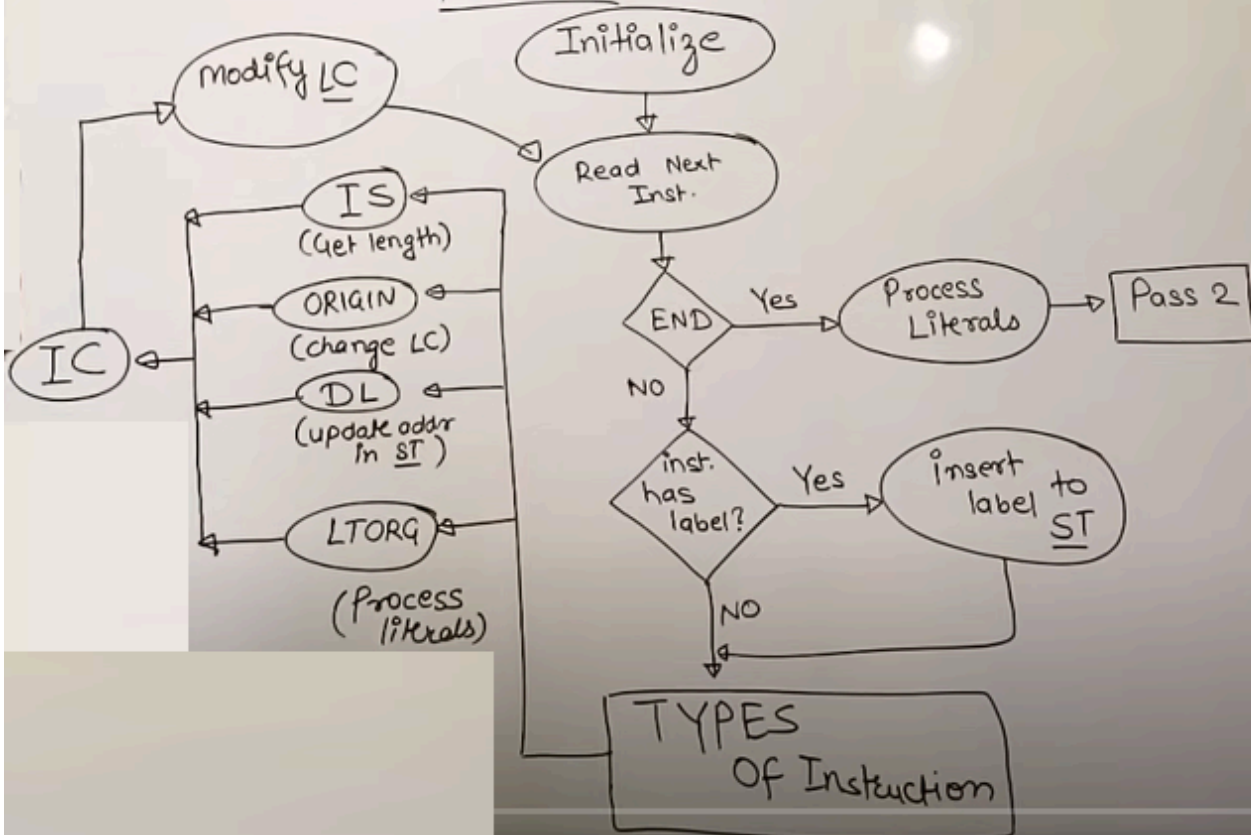 Initialize
Modify LC
Read Next
Inst.
IS
(Get length)
ORIGIN
(change LC)
DL
(update addr
in ST)
LTORG
(Process
literals)
IC
END
Yes
Process
Literals
Pass 2
NO
inst.
has
label?
Yes
insert
label to
ST
NO
TYPES
Of Instruction